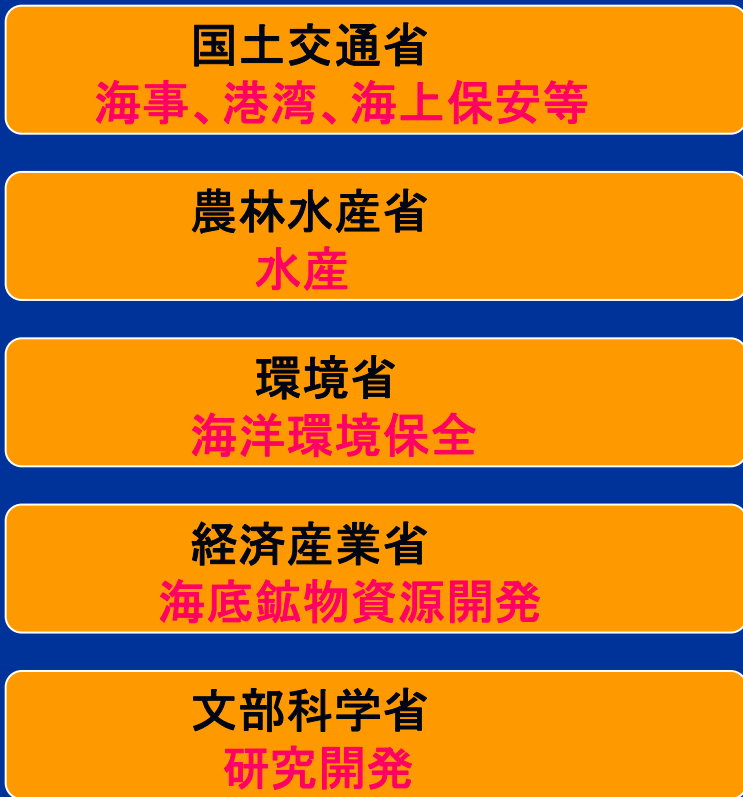 国土交通省
海事、港湾、海上保安等
農林水産省
水産
環境省
海洋環境保全
経済産業省
海底鉱物資源開発
文部科学省
研究開発